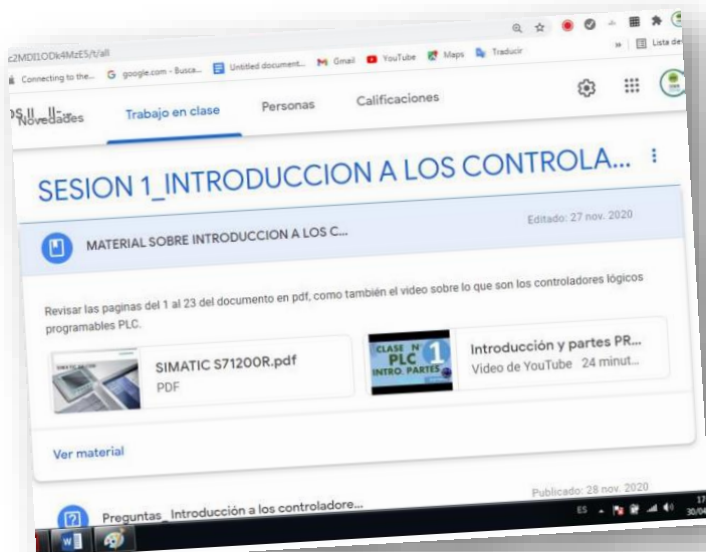 c2MDI1ODk4MzE5/t/all
Connecting to the... google.com - Busca... Untitled document... Gmail YouTube Maps Traducir » Lista de
Novedades Trabajo en clase Personas Calificaciones
SESION 1_INTRODUCCION A LOS CONTROLA...
MATERIAL SOBRE INTRODUCCION A LOS C... Editado: 27 nov. 2020
Revisar las paginas del 1 al 23 del documento en pdf, como también el video sobre lo que son los controladores lógicos
programables PLC.
SIMATIC S71200R.pdf
PDF
CLASE N°
PLC 1
INTRO. PARTES
Introducción y partes PR...
Video de YouTube 24 minut...
Ver material
Preguntas_ Introducción a los controladore... Publicado: 28 nov. 2020
ES 17
30/04